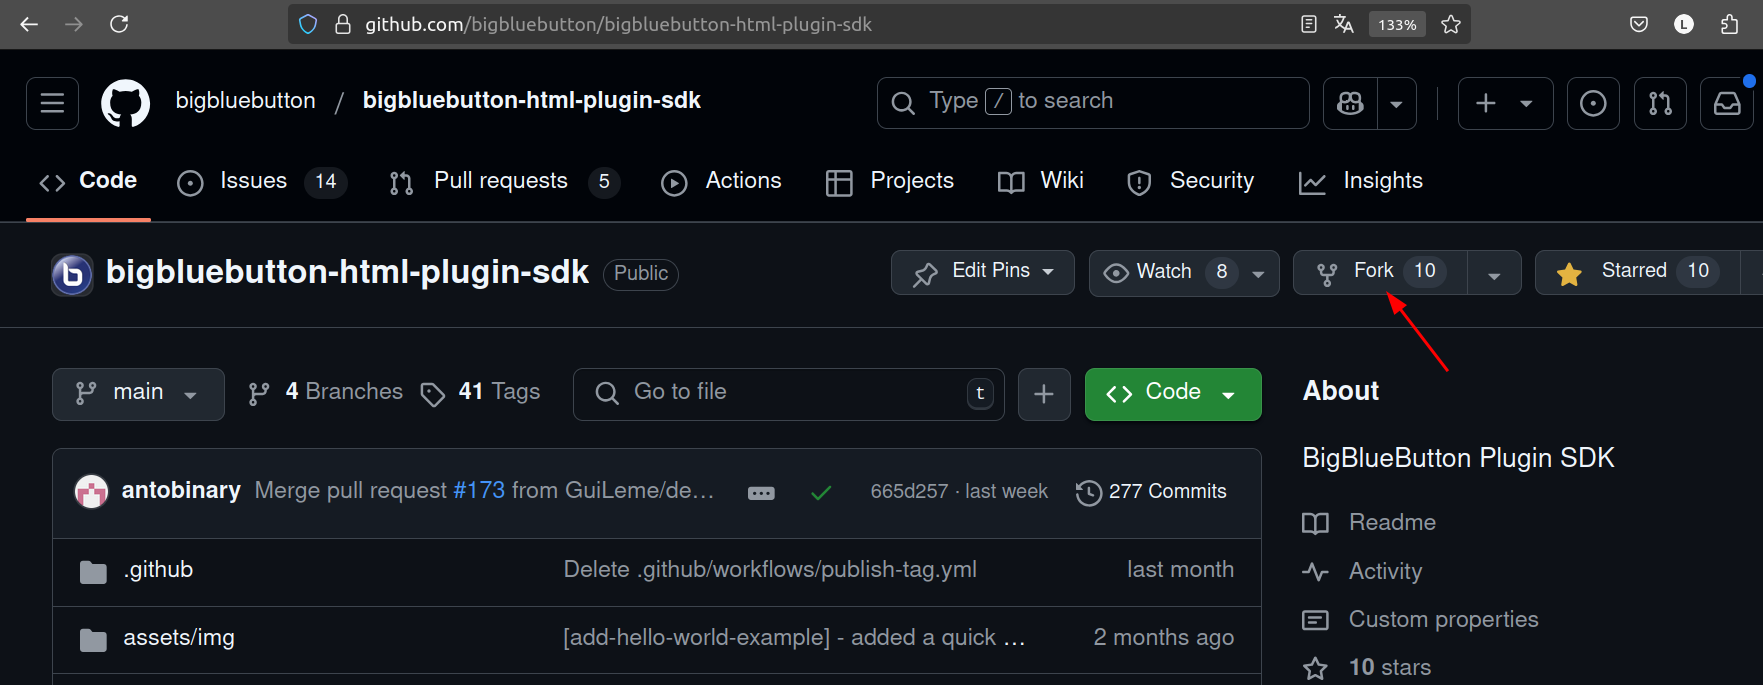 github.com/bigbluebutton/bigbluebutton-html-plugin-sdk 133% L
bigbluebutton / bigbluebutton-html-plugin-sdk Type / to search
Code Issues 14 Pull requests 5 Actions Projects Wiki Security Insights
b bigbluebutton-html-plugin-sdk Public Edit Pins Watch 8 Fork 10 Starred 10
main 4 Branches 41 Tags Go to file t Code
About
antobinary Merge pull request #173 from GuiLeme/de... 665d257 · last week 277 Commits
BigBlueButton Plugin SDK
Readme
.github Delete .github/workflows/publish-tag.yml last month
Activity
assets/img [add-hello-world-example] - added a quick ... 2 months ago
Custom properties
10 stars